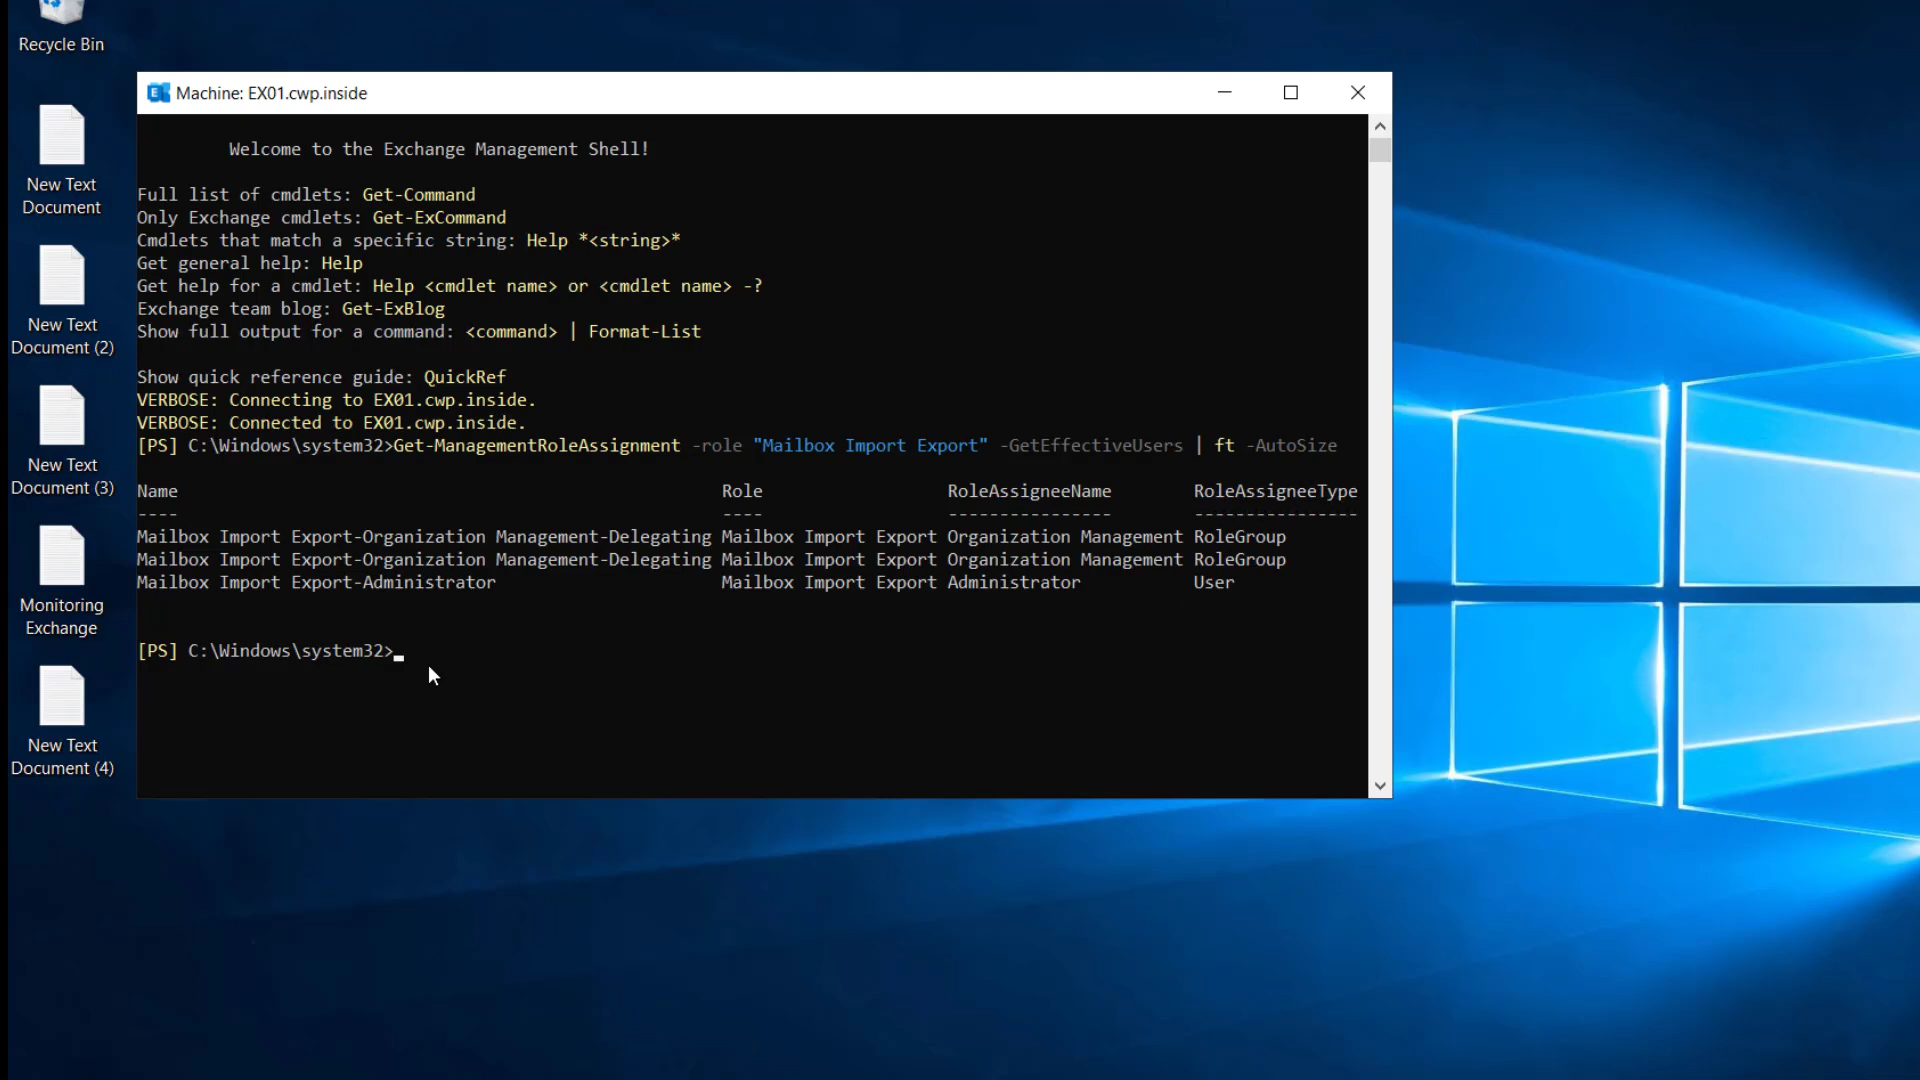 Recycle Bin
New Text
Document
New Text
Document (2)
New Text
Document (3)
Monitoring
Exchange
New Text
Document (4)
Machine: EX01.cwp.inside
Welcome to the Exchange Management Shell!
Full list of cmdlets: Get-Command
Only Exchange cmdlets: Get-ExCommand
Cmdlets that match a specific string: Help *<string>*
Get general help: Help
Get help for a cmdlet: Help <cmdlet name> or <cmdlet name> -?
Exchange team blog: Get-ExBlog
Show full output for a command: <command> | Format-List
Show quick reference guide: QuickRef
VERBOSE: Connecting to EX01.cwp.inside.
VERBOSE: Connected to EX01.cwp.inside.
[PS] C:\Windows\system32>Get-ManagementRoleAssignment -role "Mailbox Import Export" -GetEffectiveUsers | ft -AutoSize
Name Role RoleAssigneeName RoleAssigneeType
---- ---- ---------------- ----------------
Mailbox Import Export-Organization Management-Delegating Mailbox Import Export Organization Management RoleGroup
Mailbox Import Export-Organization Management-Delegating Mailbox Import Export Organization Management RoleGroup
Mailbox Import Export-Administrator Mailbox Import Export Administrator User
[PS] C:\Windows\system32>